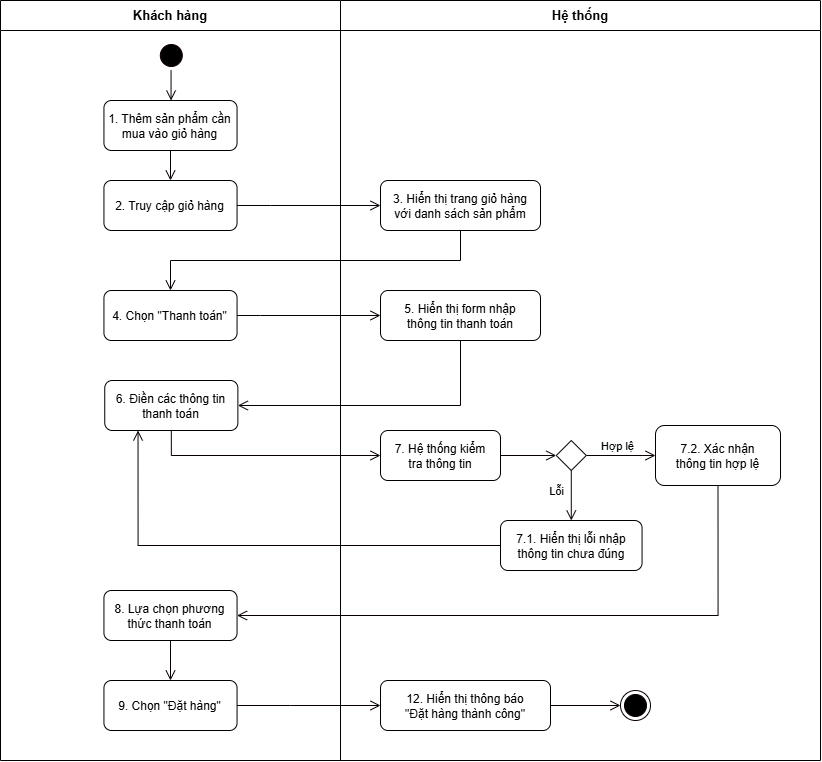 Khách hàng
Hệ thống
1. Thêm sản phẩm cần
mua vào giỏ hàng
2. Truy cập giỏ hàng
3. Hiển thị trang giỏ hàng
với danh sách sản phẩm
4. Chọn "Thanh toán"
5. Hiển thị form nhập
thông tin thanh toán
6. Điền các thông tin
thanh toán
7. Hệ thống kiểm
tra thông tin
Hợp lệ
7.2. Xác nhận
thông tin hợp lệ
Lỗi
7.1. Hiển thị lỗi nhập
thông tin chưa đúng
8. Lựa chọn phương
thức thanh toán
9. Chọn "Đặt hàng"
12. Hiển thị thông báo
"Đặt hàng thành công"